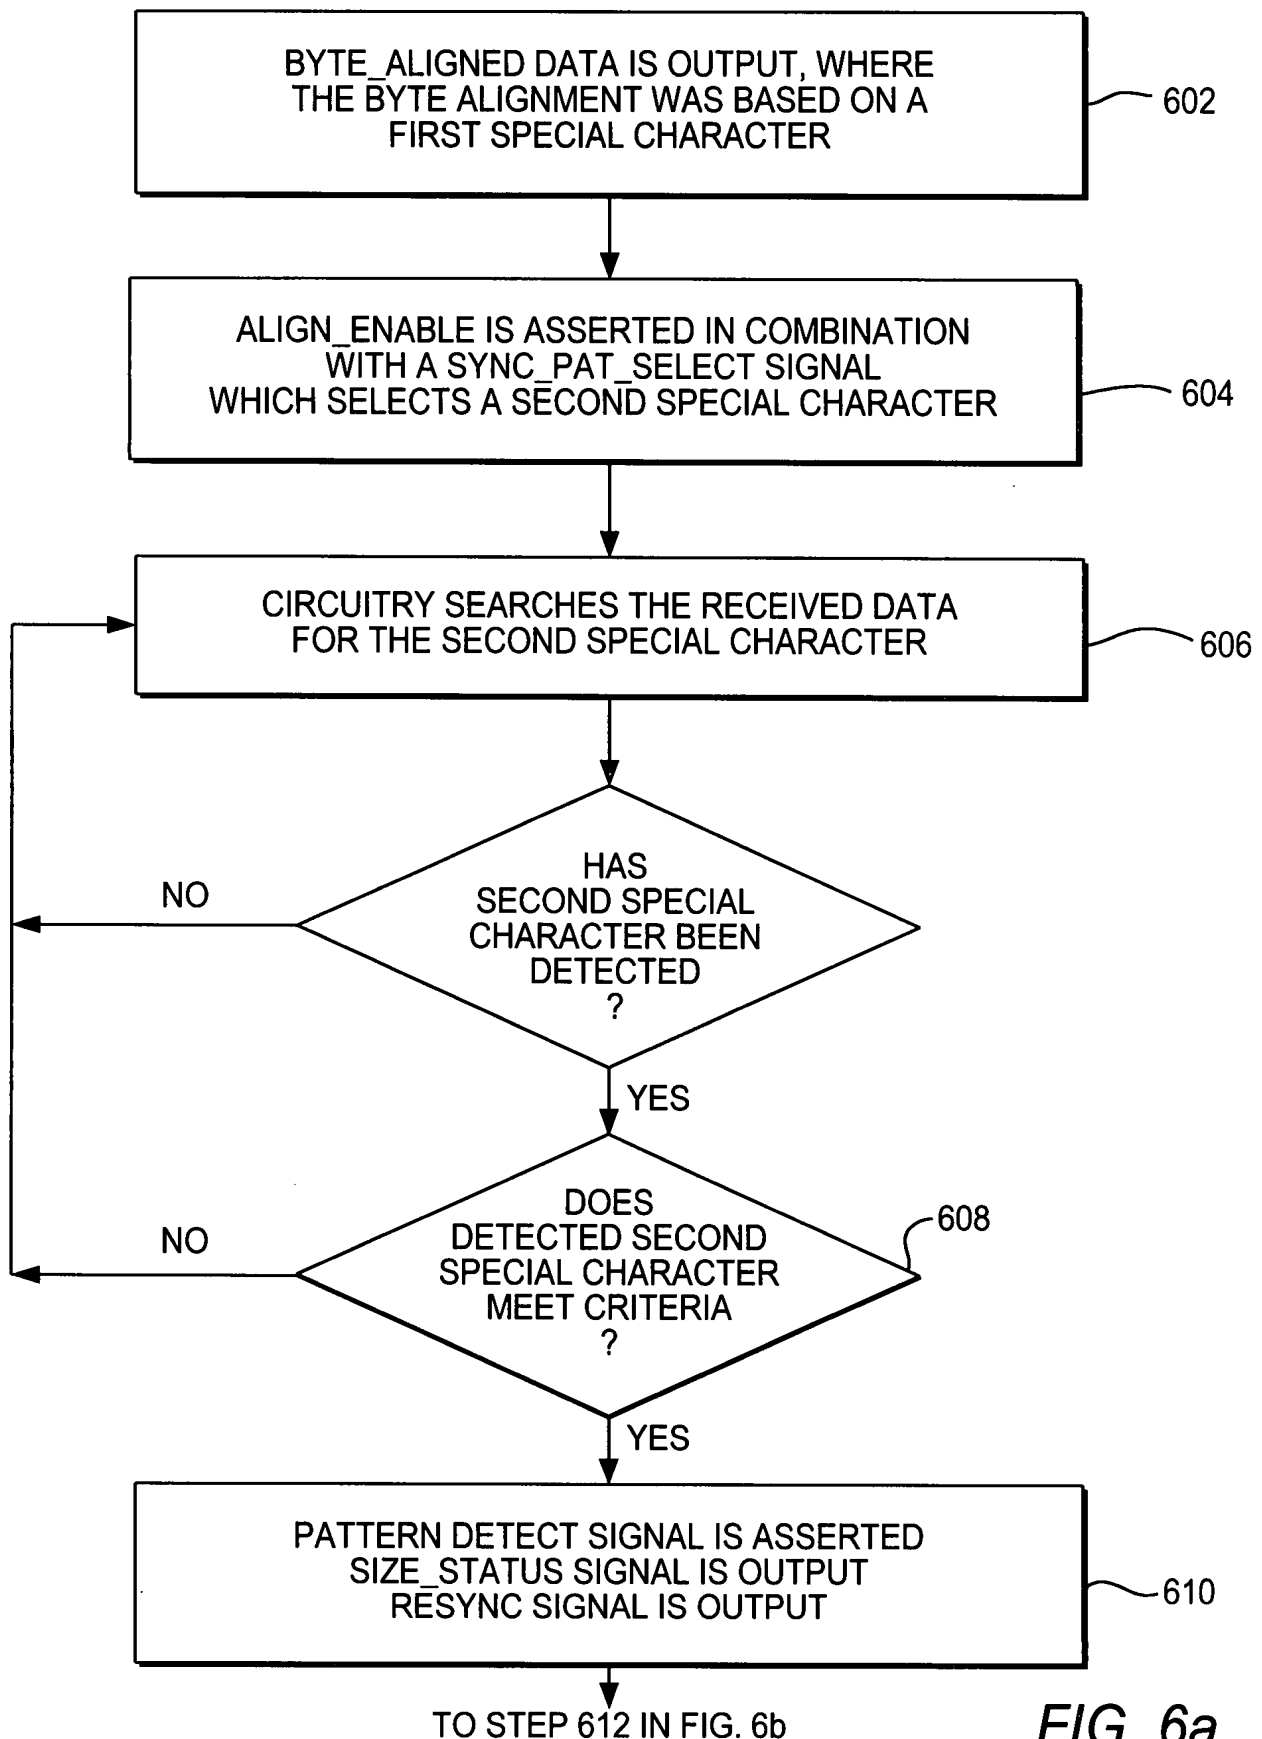 BYTE_ALIGNED DATA IS OUTPUT, WHERE
THE BYTE ALIGNMENT WAS BASED ON A
FIRST SPECIAL CHARACTER
602
ALIGN_ENABLE IS ASSERTED IN COMBINATION
WITH A SYNC_PAT_SELECT SIGNAL
WHICH SELECTS A SECOND SPECIAL CHARACTER
604
CIRCUITRY SEARCHES THE RECEIVED DATA
FOR THE SECOND SPECIAL CHARACTER
606
HAS
SECOND SPECIAL
CHARACTER BEEN
DETECTED
?
NO
YES
DOES
DETECTED SECOND
SPECIAL CHARACTER
MEET CRITERIA
?
608
NO
YES
PATTERN DETECT SIGNAL IS ASSERTED
SIZE_STATUS SIGNAL IS OUTPUT
RESYNC SIGNAL IS OUTPUT
610
TO STEP 612 IN FIG. 6b
FIG. 6a